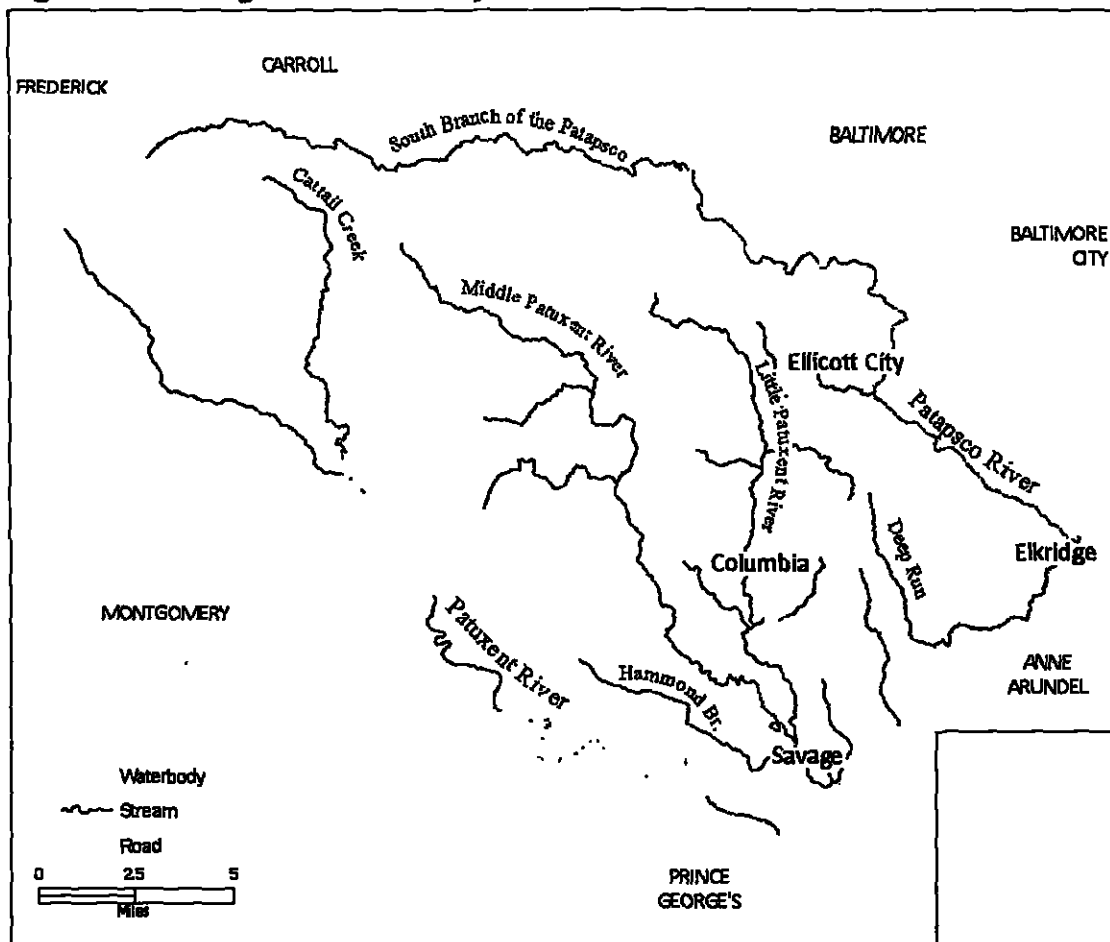 CARROLL
FREDERICK
South Branch of the Patapsco
BALTIMORE
Cattail Creek
BALTIMORE
CITY
Middle Patuxent River
Ellicott City
Little Patuxent River
Patapsco River
Deep Run
Elkridge
Columbia
MONTGOMERY
Patuxent River
Hammond Br.
ANNE
ARUNDEL
Savage
Waterbody
Stream
Road
0 2.5 5
Miles
PRINCE
GEORGE'S